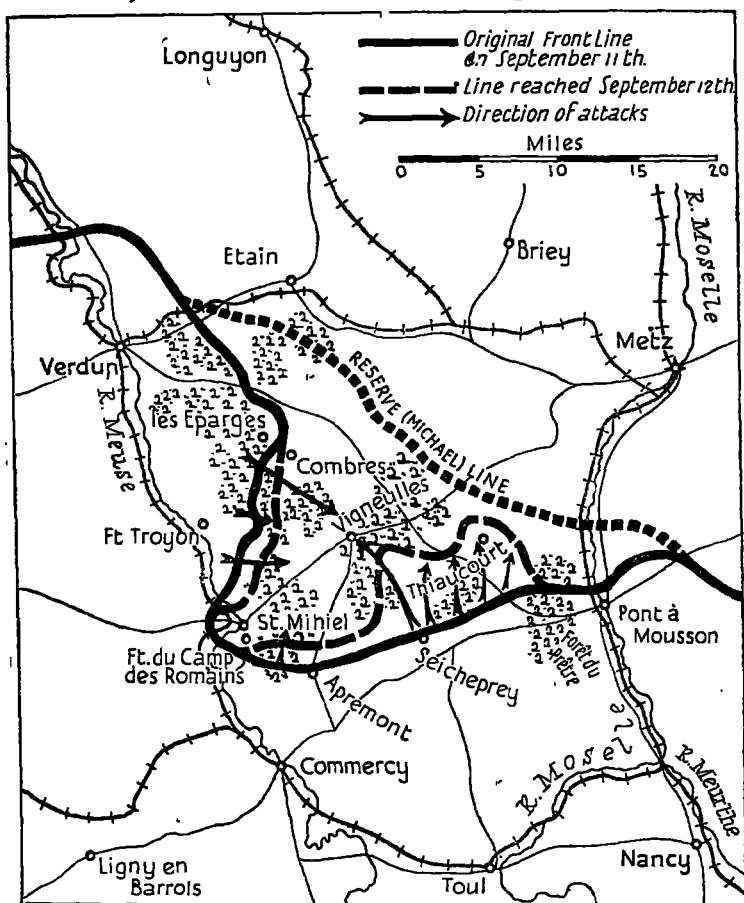 Original Front Line
on September 11th.
Line reached September 12th.
Direction of attacks
Miles
0 5 10 15 20
Longuyon
R. Moselle
Etain
Briey
Metz
Verdun
R. Meuse
RESERVE (MICHAEL) LINE
les Eparges
Combres
Vigneulles
Ft Troyon
Thiaucourt
St. Mihiel
Pont à
Mousson
Forêt du
Prêtre
Ft. du Camp
des Romains
Seicheprey
Apremont
Commercy
R. Moselle
R. Meurthe
Ligny en
Barrois
Toul
Nancy